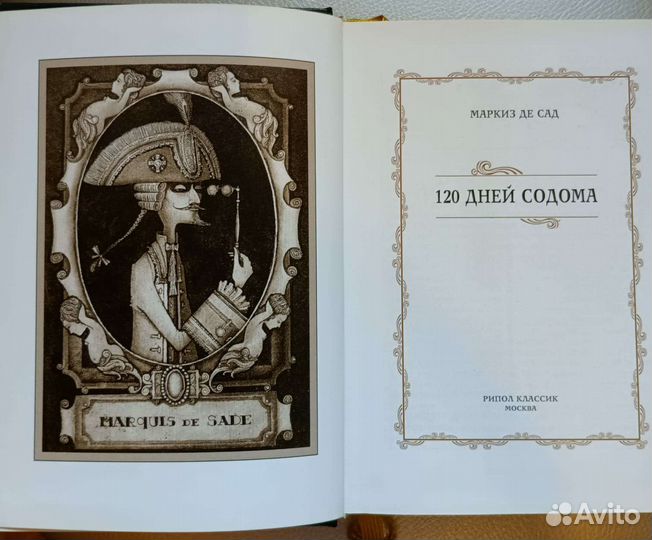 MARQUIS DE SADE
МАРКИЗ ДЕ САД
120 ДНЕЙ СОДОМА
РИПОЛ КЛАССИК
МОСКВА
Avito